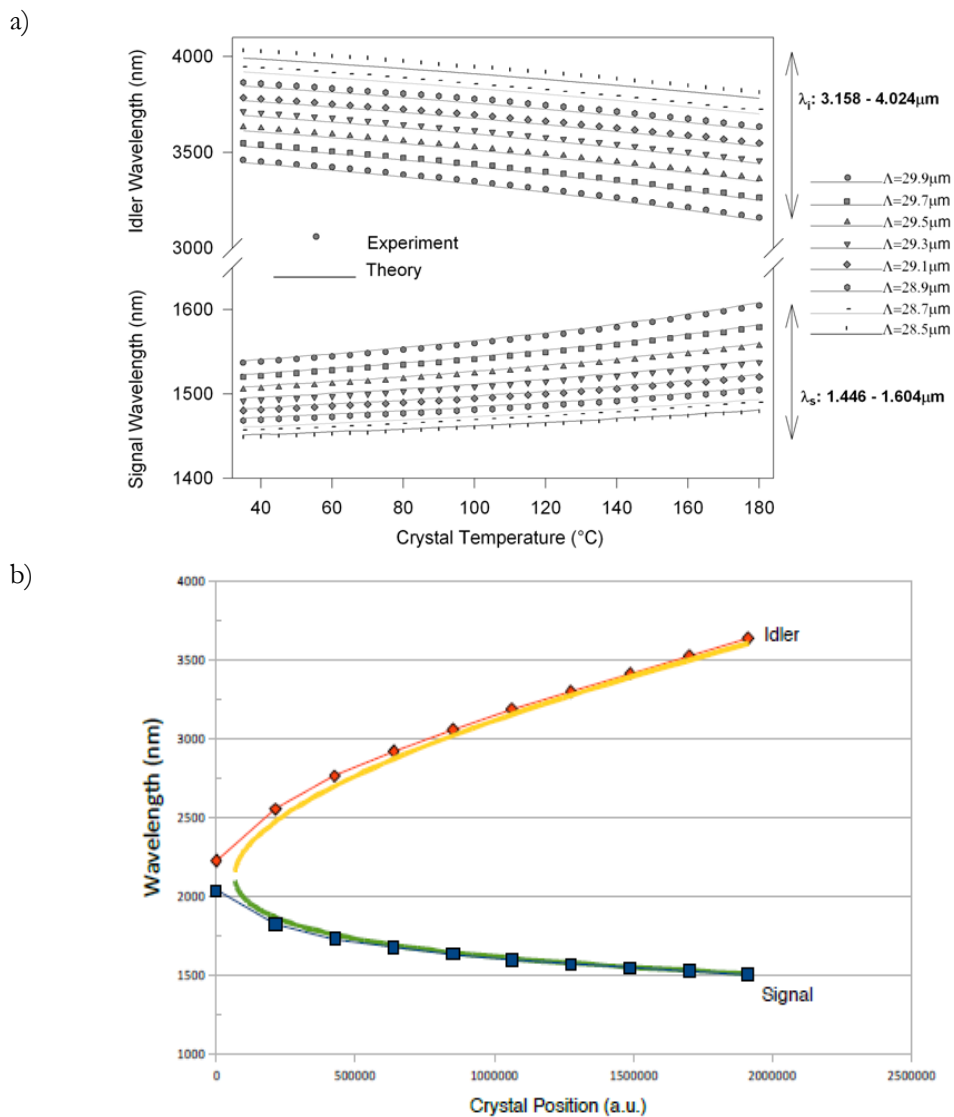 a)
Idler Wavelength (nm)
4000
3500
3000
λi: 3.158 - 4.024μm
Experiment
Theory
Λ=29.9μm
Λ=29.7μm
Λ=29.5μm
Λ=29.3μm
Λ=29.1μm
Λ=28.9μm
Λ=28.7μm
Λ=28.5μm
Signal Wavelength (nm)
1600
1500
1400
λs: 1.446 - 1.604μm
40 60 80 100 120 140 160 180
Crystal Temperature (°C)
b)
Wavelength (nm)
4000
3500
3000
2500
2000
1500
1000
Idler
Signal
0 500000 1000000 1500000 2000000 2500000
Crystal Position (a.u.)